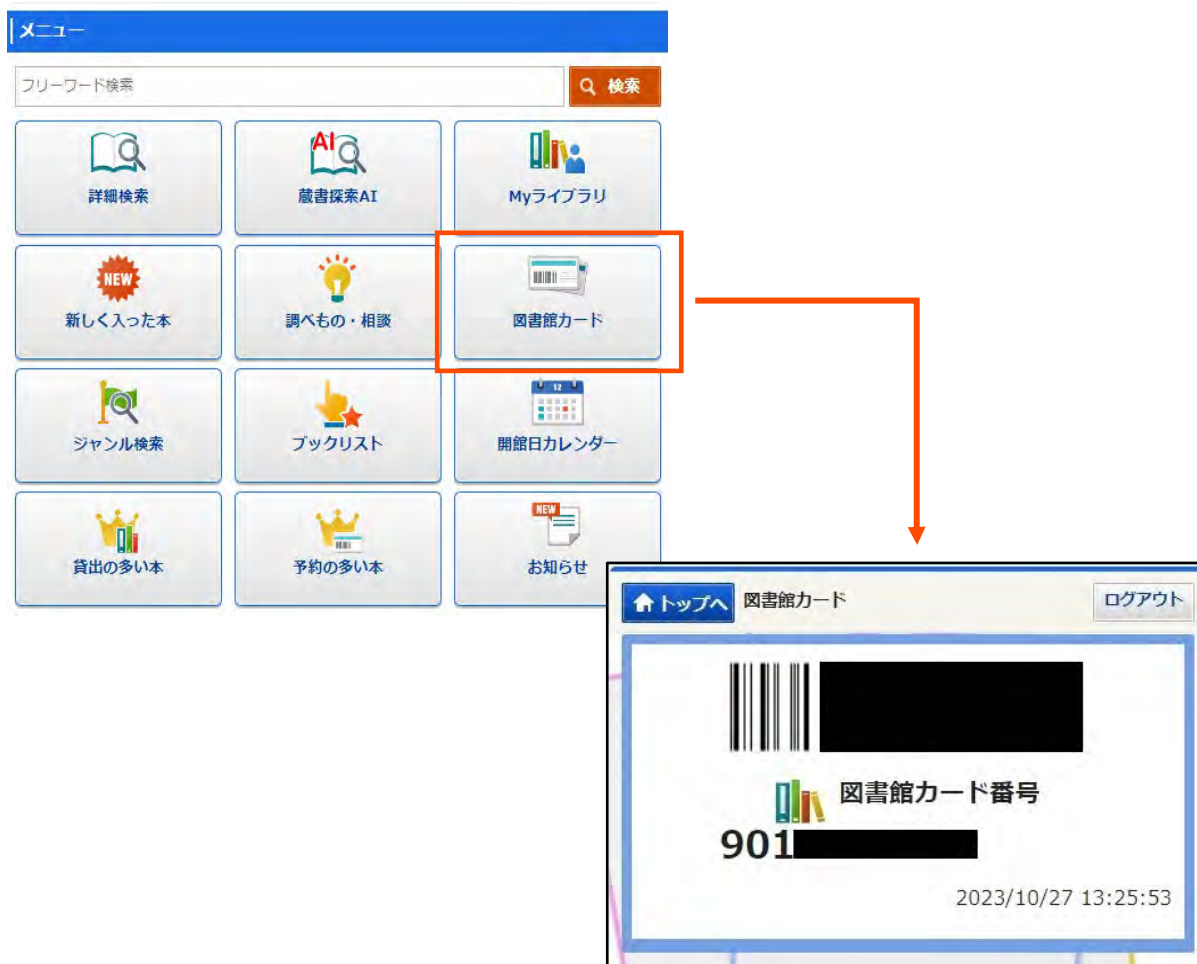 メニュー
フリーワード検索
検索
詳細検索
AI
蔵書探索AI
Myライブラリ
NEW
新しく入った本
調べもの・相談
図書館カード
ジャンル検索
ブックリスト
12
開館日カレンダー
貸出の多い本
予約の多い本
NEW
お知らせ
トップへ 図書館カード ログアウト
図書館カード番号
901
2023/10/27 13:25:53